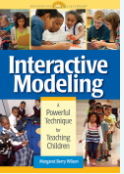 Interactive
Modeling
A
Powerful
Technique
for
Teaching
Children
Margaret Berry Wilson